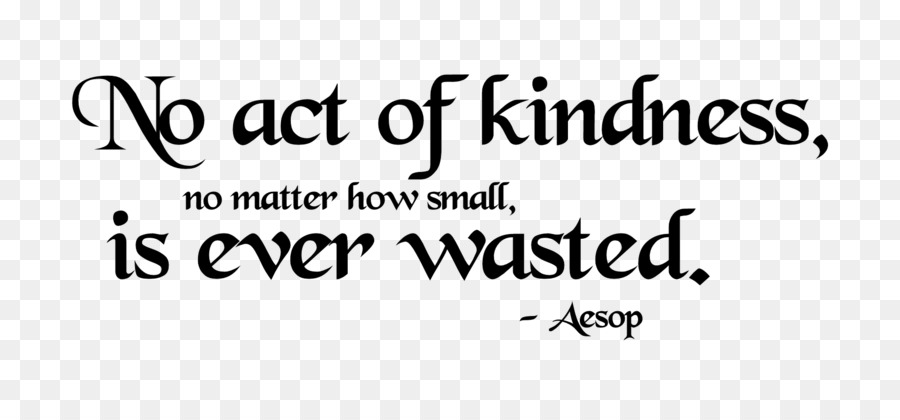 No act of kindness,
no matter how small,
is ever wasted.
- Aesop